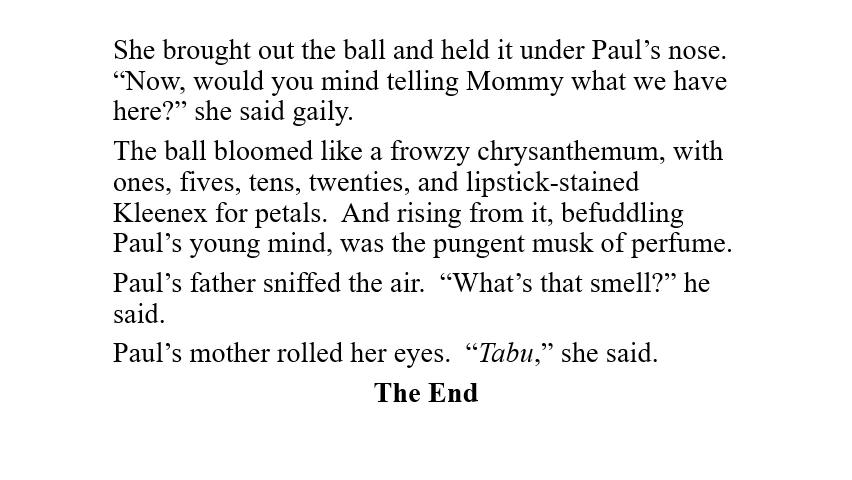 She brought out the ball and held it under Paul’s nose.
“Now, would you mind telling Mommy what we have
here?” she said gaily.
The ball bloomed like a frowzy chrysanthemum, with
ones, fives, tens, twenties, and lipstick-stained
Kleenex for petals.  And rising from it, befuddling
Paul’s young mind, was the pungent musk of perfume.
Paul’s father sniffed the air.  “What’s that smell?” he
said.
Paul’s mother rolled her eyes.  “Tabu,” she said.
The End